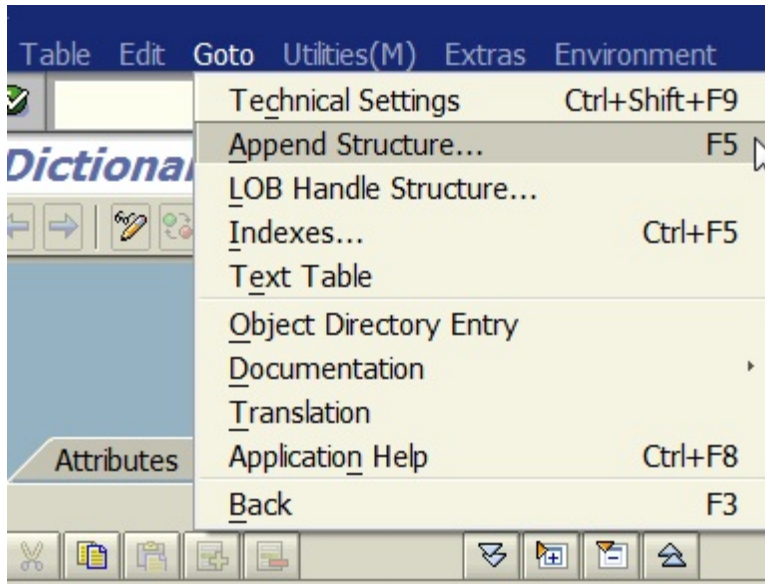 Table Edit Goto Utilities(M) Extras Environment
Technical Settings Ctrl+Shift+F9
Append Structure... F5
LOB Handle Structure...
Indexes... Ctrl+F5
Text Table
Object Directory Entry
Documentation
Translation
Application Help Ctrl+F8
Back F3
Attributes